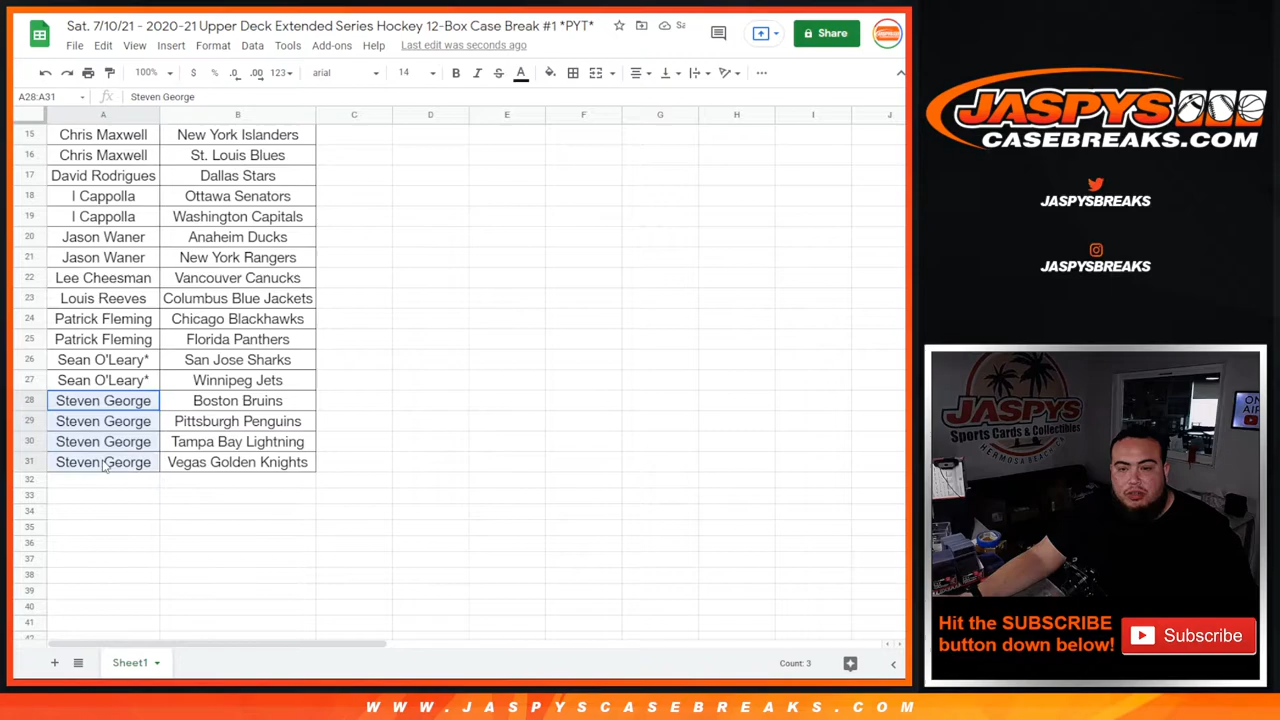 Sat. 7/10/21 - 2020-21 Upper Deck Extended Series Hockey 12-Box Case Break #1 *PYT*
File Edit View Insert Format Data Tools Add-ons Help Last edit was seconds ago
Share
100% $ % .0 .00 123 arial 14 B I S A
A28:A31 fx Steven George
A B C D E F G H I J
15 Chris Maxwell New York Islanders
16 Chris Maxwell St. Louis Blues
17 David Rodrigues Dallas Stars
18 I Cappolla Ottawa Senators
19 I Cappolla Washington Capitals
20 Jason Waner Anaheim Ducks
21 Jason Waner New York Rangers
22 Lee Cheesman Vancouver Canucks
23 Louis Reeves Columbus Blue Jackets
24 Patrick Fleming Chicago Blackhawks
25 Patrick Fleming Florida Panthers
26 Sean O'Leary* San Jose Sharks
27 Sean O'Leary* Winnipeg Jets
28 Steven George Boston Bruins
29 Steven George Pittsburgh Penguins
30 Steven George Tampa Bay Lightning
31 Steven George Vegas Golden Knights
32
33
34
35
36
37
38
39
40
41
42
Sheet1
Count: 3
JASPYS
CASEBREAKS.COM
JASPYSBREAKS
JASPYSBREAKS
JASPYS
Sports Cards & Collectibles
HERMOSA BEACH, CA
ON
AIR
Hit the SUBSCRIBE
button down below!
Subscribe
WWW.JASPYSCASEBREAKS.COM